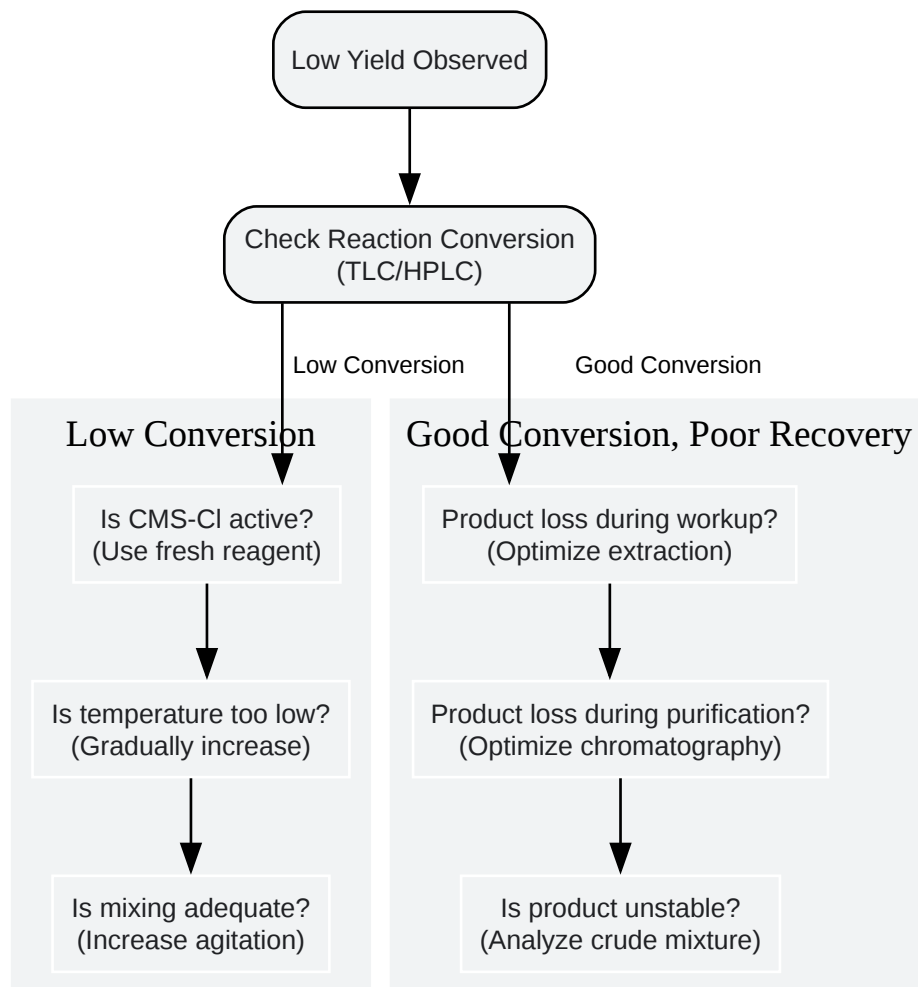 Low Yield Observed
Check Reaction Conversion
(TLC/HPLC)
Low Conversion
Good Conversion
Low Conversion
Is CMS-Cl active?
(Use fresh reagent)
Is temperature too low?
(Gradually increase)
Is mixing adequate?
(Increase agitation)
Good Conversion, Poor Recovery
Product loss during workup?
(Optimize extraction)
Product loss during purification?
(Optimize chromatography)
Is product unstable?
(Analyze crude mixture)